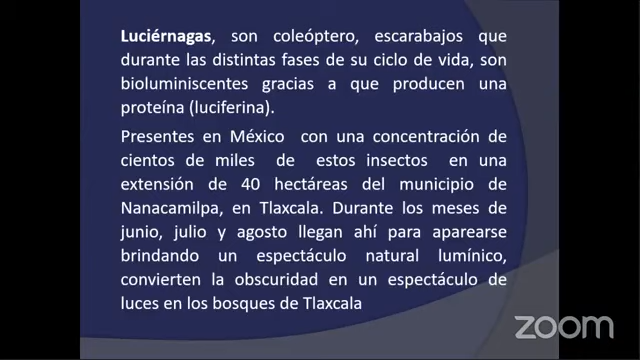 Luciérnagas, son coleóptero, escarabajos que
durante las distintas fases de su ciclo de vida, son
bioluminiscentes gracias a que producen una
proteína (luciferina).
Presentes en México con una concentración de
cientos de miles de estos insectos en una
extensión de 40 hectáreas del municipio de
Nanacamilpa, en Tlaxcala. Durante los meses de
junio, julio y agosto llegan ahí para aparearse
brindando un espectáculo natural lumínico,
convierten la obscuridad en un espectáculo de
luces en los bosques de Tlaxcala
zoom